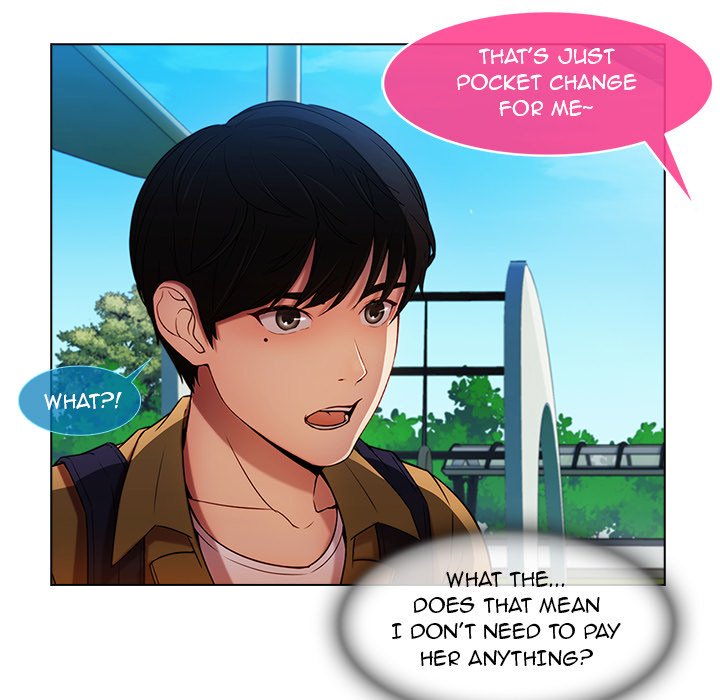 THAT'S JUST
POCKET CHANGE
FOR ME~
WHAT?!
WHAT THE...
DOES THAT MEAN
I DON'T NEED TO PAY
HER ANYTHING?